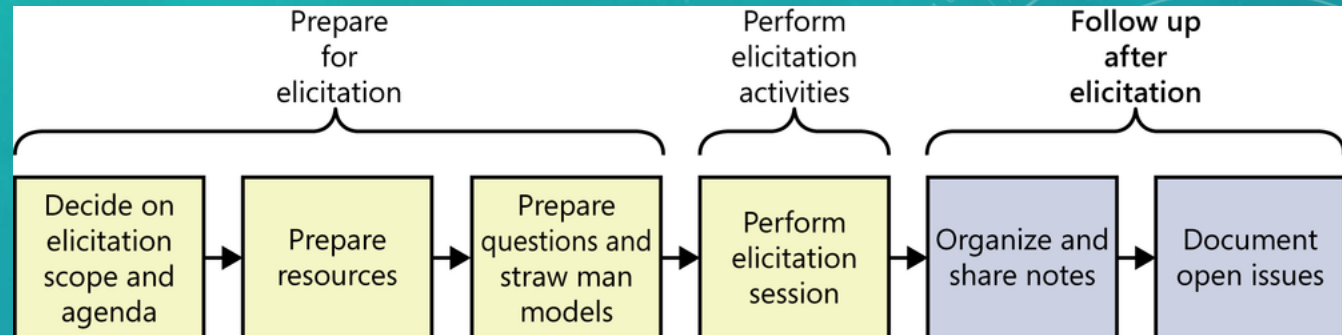 Prepare
for
elicitation
Perform
elicitation
activities
Follow up
after
elicitation
Decide on
elicitation
scope and
agenda
Prepare
resources
Prepare
questions and
straw man
models
Perform
elicitation
session
Organize and
share notes
Document
open issues